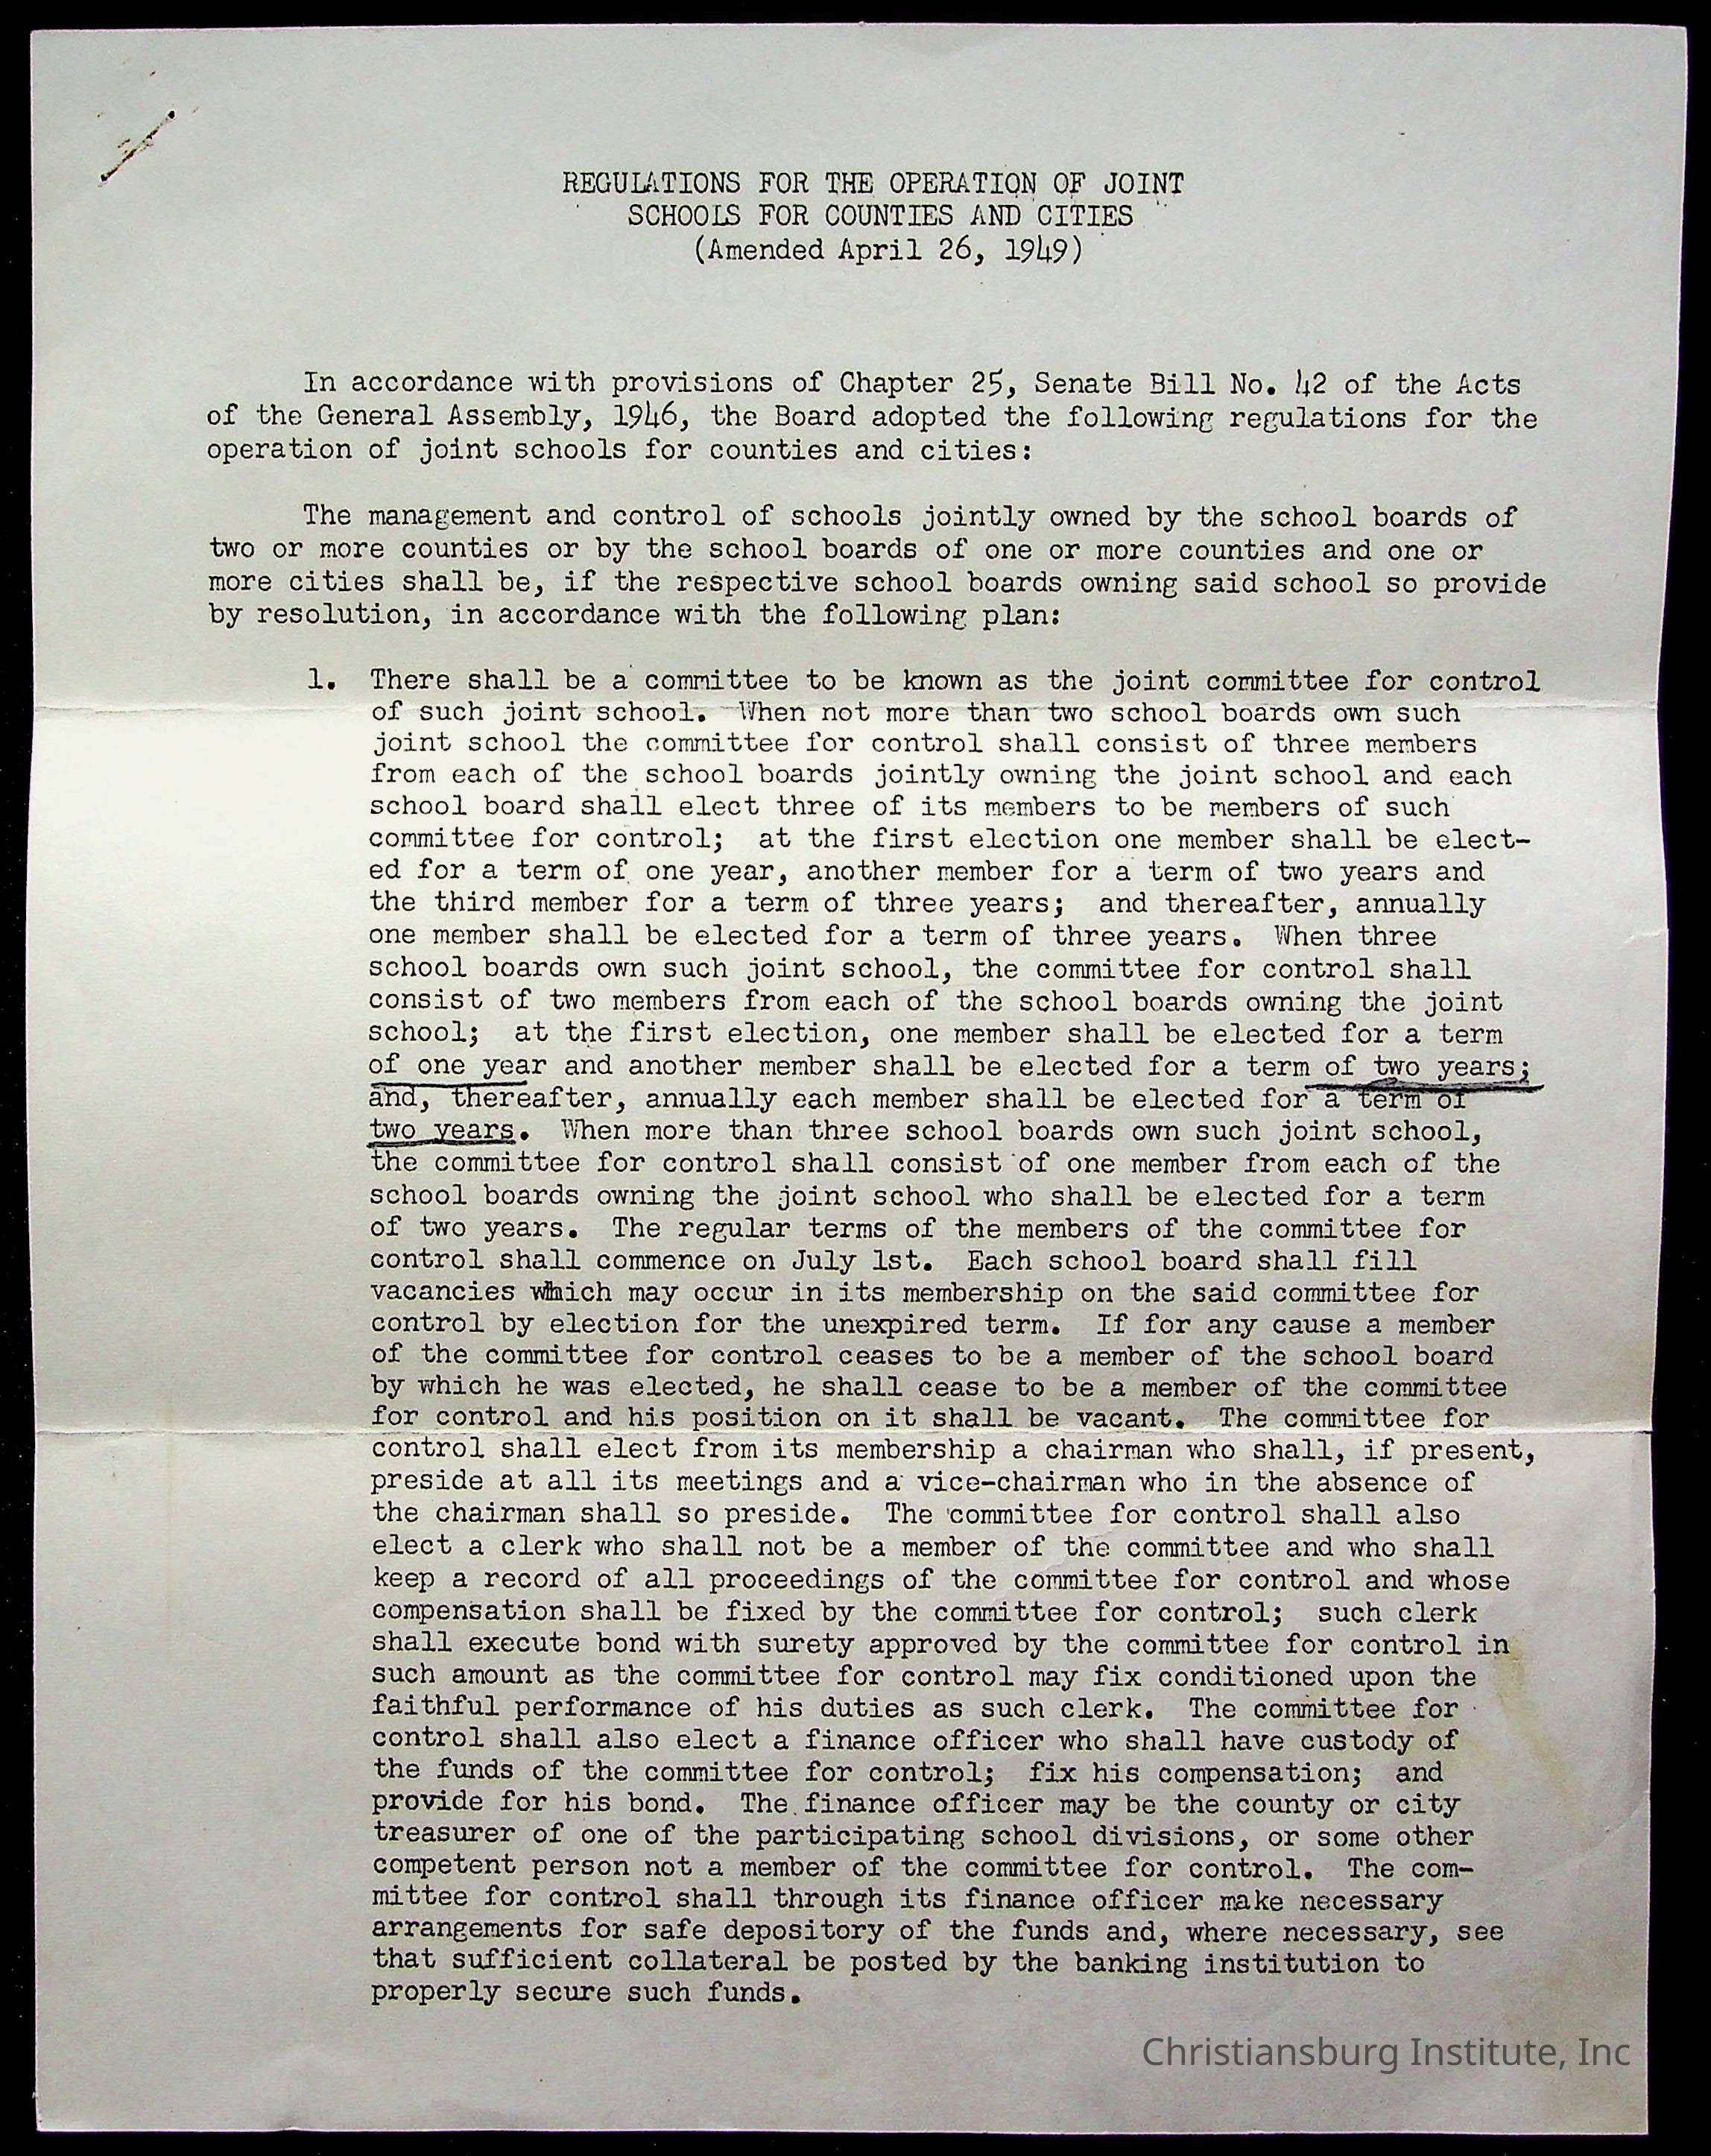 REGULATIONS FOR THE OPERATION OF JOINT
SCHOOLS FOR COUNTIES AND CITIES
(Amended April 26, 1949)
In accordance with provisions of Chapter 25, Senate Bill No. 42 of the Acts
of the General Assembly, 1946, the Board adopted the following regulations for the
operation of joint schools for counties and cities:
The management and control of schools jointly owned by the school boards of
two or more counties or by the school boards of one or more counties and one or
more cities shall be, if the respective school boards owning said school so provide
by resolution, in accordance with the following plan:
1. There shall be a committee to be known as the joint committee for control
of such joint school. When not more than two school boards own such
joint school the committee for control shall consist of three members
from each of the school boards jointly owning the joint school and each
school board shall elect three of its members to be members of such
committee for control; at the first election one member shall be elect-
ed for a term of one year, another member for a term of two years and
the third member for a term of three years; and thereafter, annually
one member shall be elected for a term of three years. When three
school boards own such joint school, the committee for control shall
consist of two members from each of the school boards owning the joint
school; at the first election, one member shall be elected for a term
of one year and another member shall be elected for a term of two years;
and, thereafter, annually each member shall be elected for a term of
two years. When more than three school boards own such joint school,
the committee for control shall consist of one member from each of the
school boards owning the joint school who shall be elected for a term
of two years. The regular terms of the members of the committee for
control shall commence on July 1st. Each school board shall fill
vacancies which may occur in its membership on the said committee for
control by election for the unexpired term. If for any cause a member
of the committee for control ceases to be a member of the school board
by which he was elected, he shall cease to be a member of the committee
for control and his position on it shall be vacant. The committee for
control shall elect from its membership a chairman who shall, if present,
preside at all its meetings and a vice-chairman who in the absence of
the chairman shall so preside. The committee for control shall also
elect a clerk who shall not be a member of the committee and who shall
keep a record of all proceedings of the committee for control and whose
compensation shall be fixed by the committee for control; such clerk
shall execute bond with surety approved by the committee for control in
such amount as the committee for control may fix conditioned upon the
faithful performance of his duties as such clerk. The committee for
control shall also elect a finance officer who shall have custody of
the funds of the committee for control; fix his compensation; and
provide for his bond. The finance officer may be the county or city
treasurer of one of the participating school divisions, or some other
competent person not a member of the committee for control. The com-
mittee for control shall through its finance officer make necessary
arrangements for safe depository of the funds and, where necessary, see
that sufficient collateral be posted by the banking institution to
properly secure such funds.
Christiansburg Institute, Inc